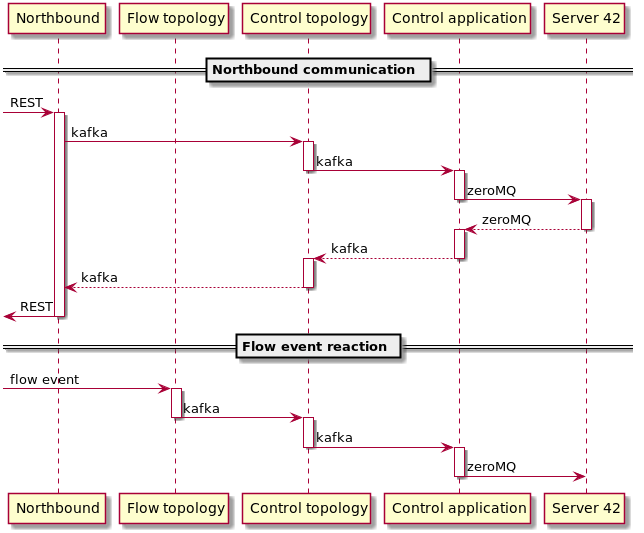 Northbound
Flow topology
Control topology
Control application
Server 42
Northbound communication
REST
kafka
kafka
zeroMQ
zeroMQ
kafka
kafka
REST
Flow event reaction
flow event
kafka
kafka
zeroMQ
Northbound
Flow topology
Control topology
Control application
Server 42